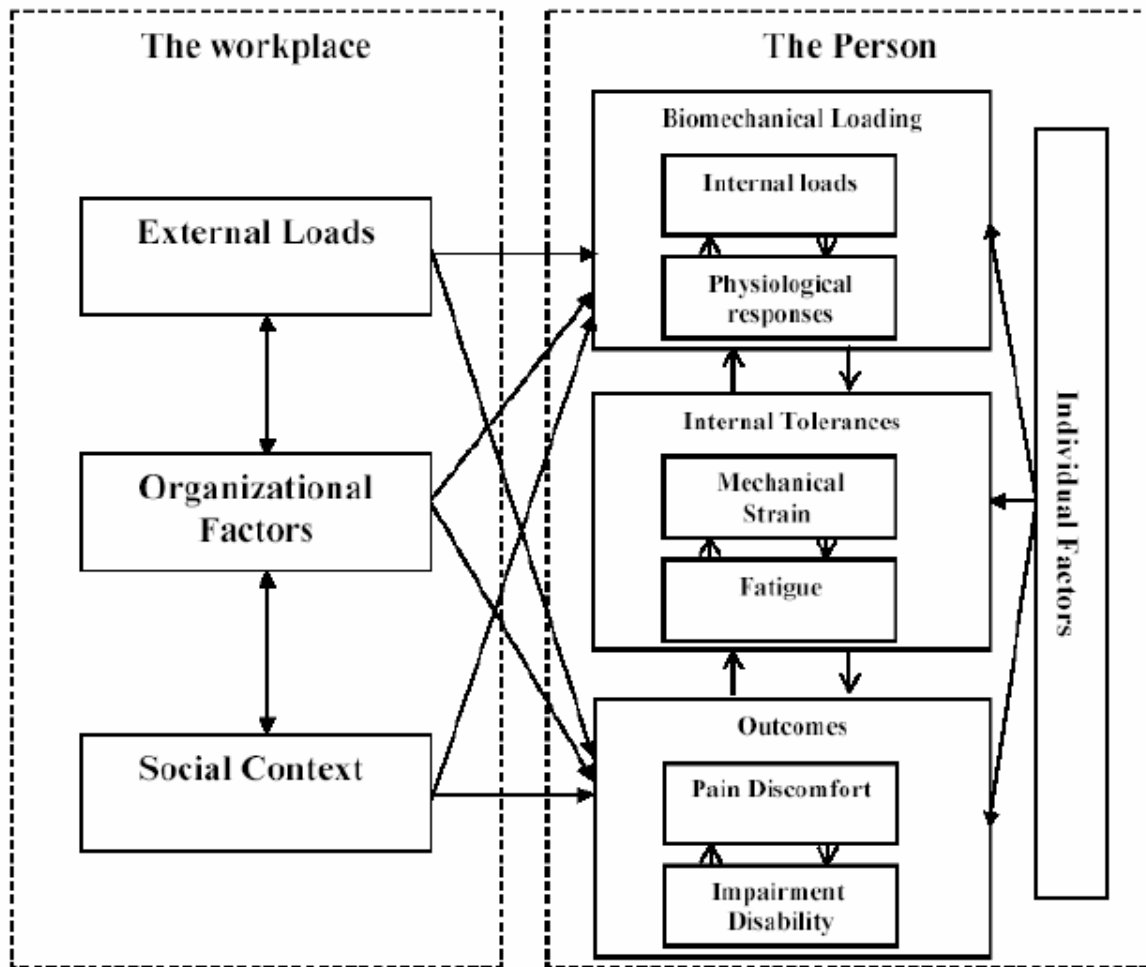 The workplace
External Loads
Organizational
Factors
Social Context
The Person
Biomechanical Loading
Internal loads
Physiological
responses
Internal Tolerances
Mechanical
Strain
Fatigue
Outcomes
Pain Discomfort
Impairment
Disability
Individual Factors